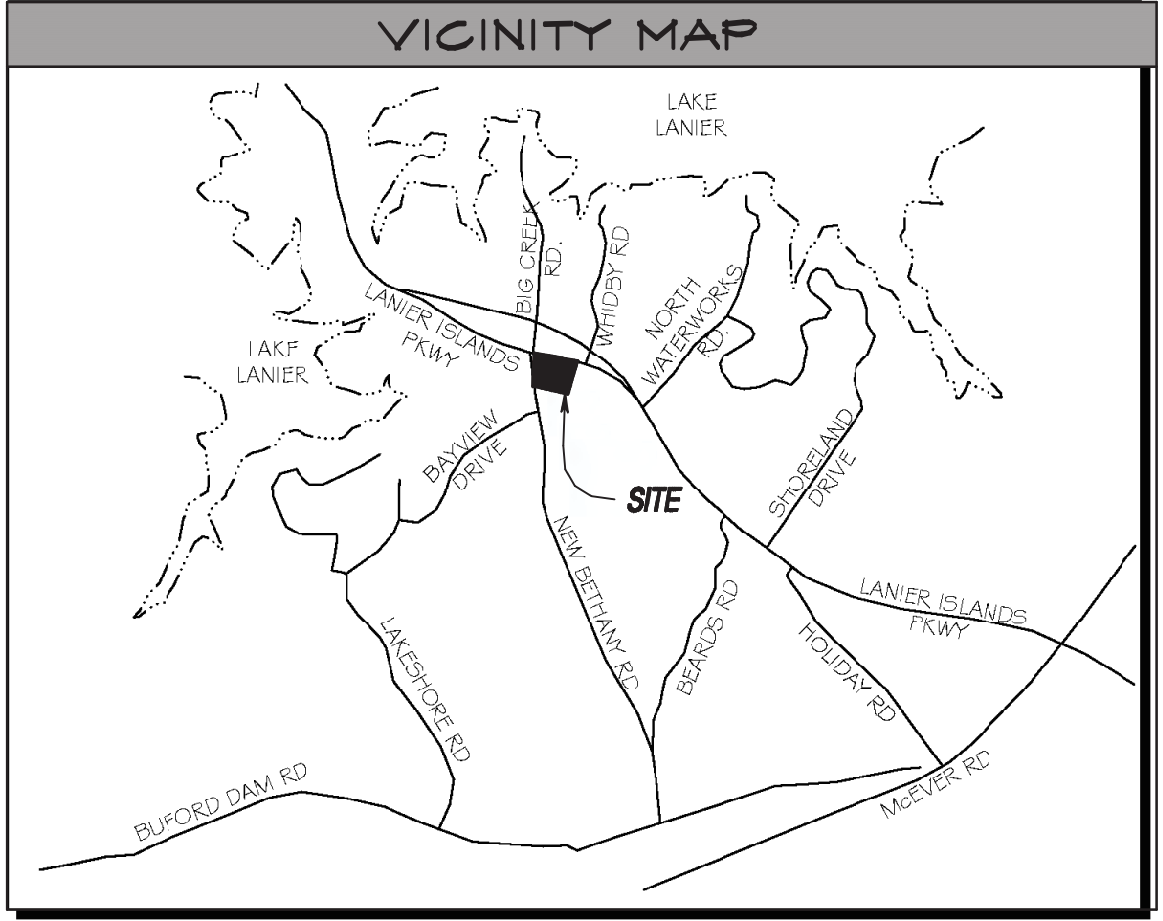 VICINITY MAP
LAKE
LANIER
BIG CREEK
RD.
WHIDBY RD
NORTH
WATERWORKS
RD.
LANIER ISLANDS
PKWY
LAKE
LANIER
BAYVIEW
DRIVE
SHORELAND
DRIVE
SITE
NEW BETHANY RD
BEARDS RD
LANIER ISLANDS
PKWY
HOLIDAY RD
LAKESHORE RD
BUFORD DAM RD
McEVER RD